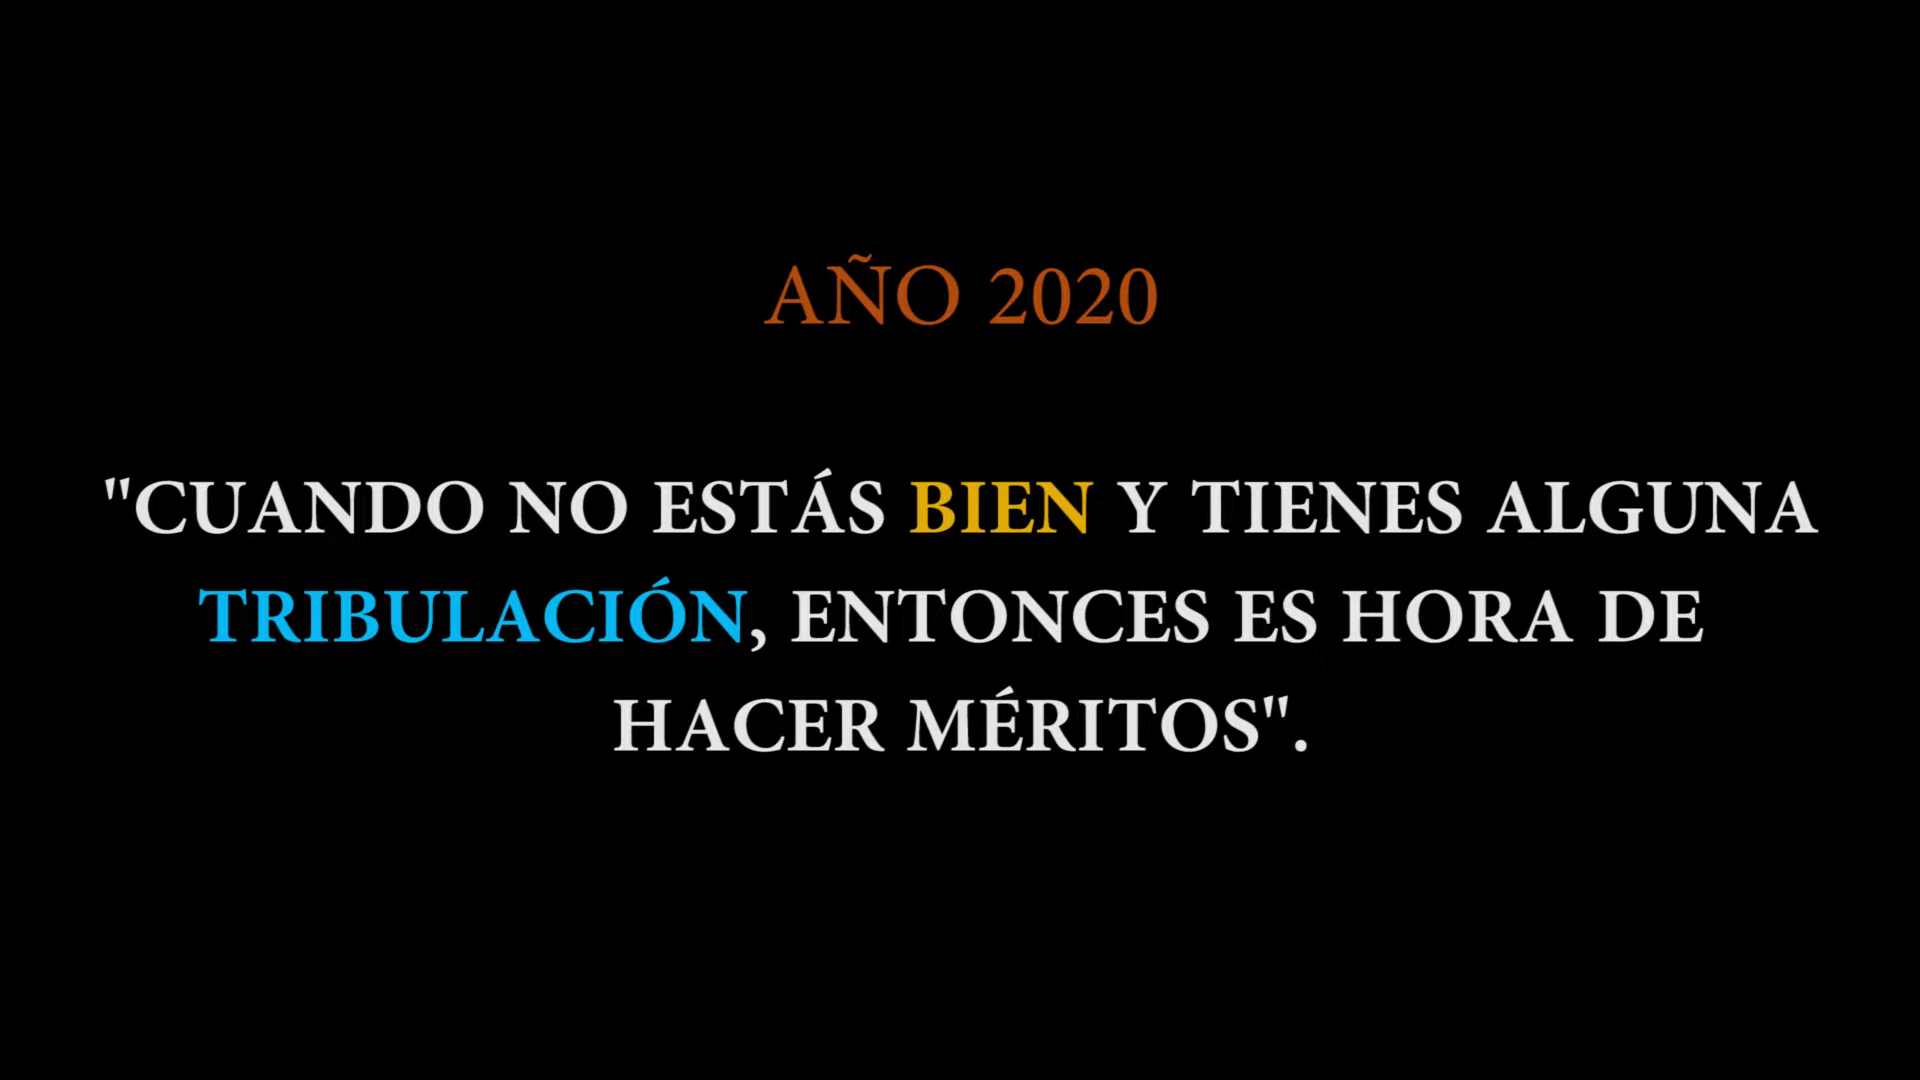 AÑO 2020
"CUANDO NO ESTÁS BIEN Y TIENES ALGUNA
TRIBULACIÓN, ENTONCES ES HORA DE
HACER MÉRITOS".